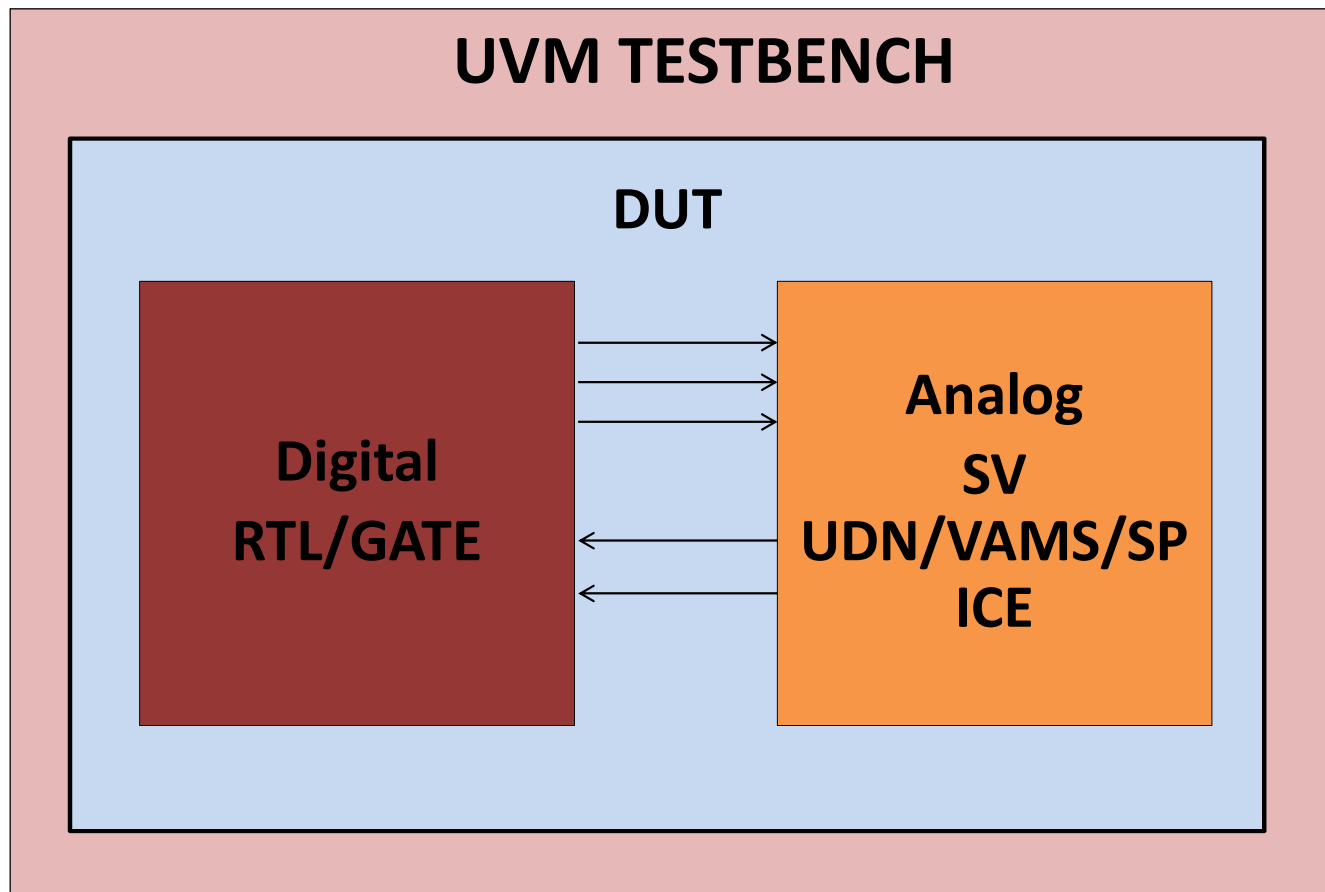 UVM TESTBENCH
DUT
Digital
RTL/GATE
Analog
SV
UDN/VAMS/SP
ICE